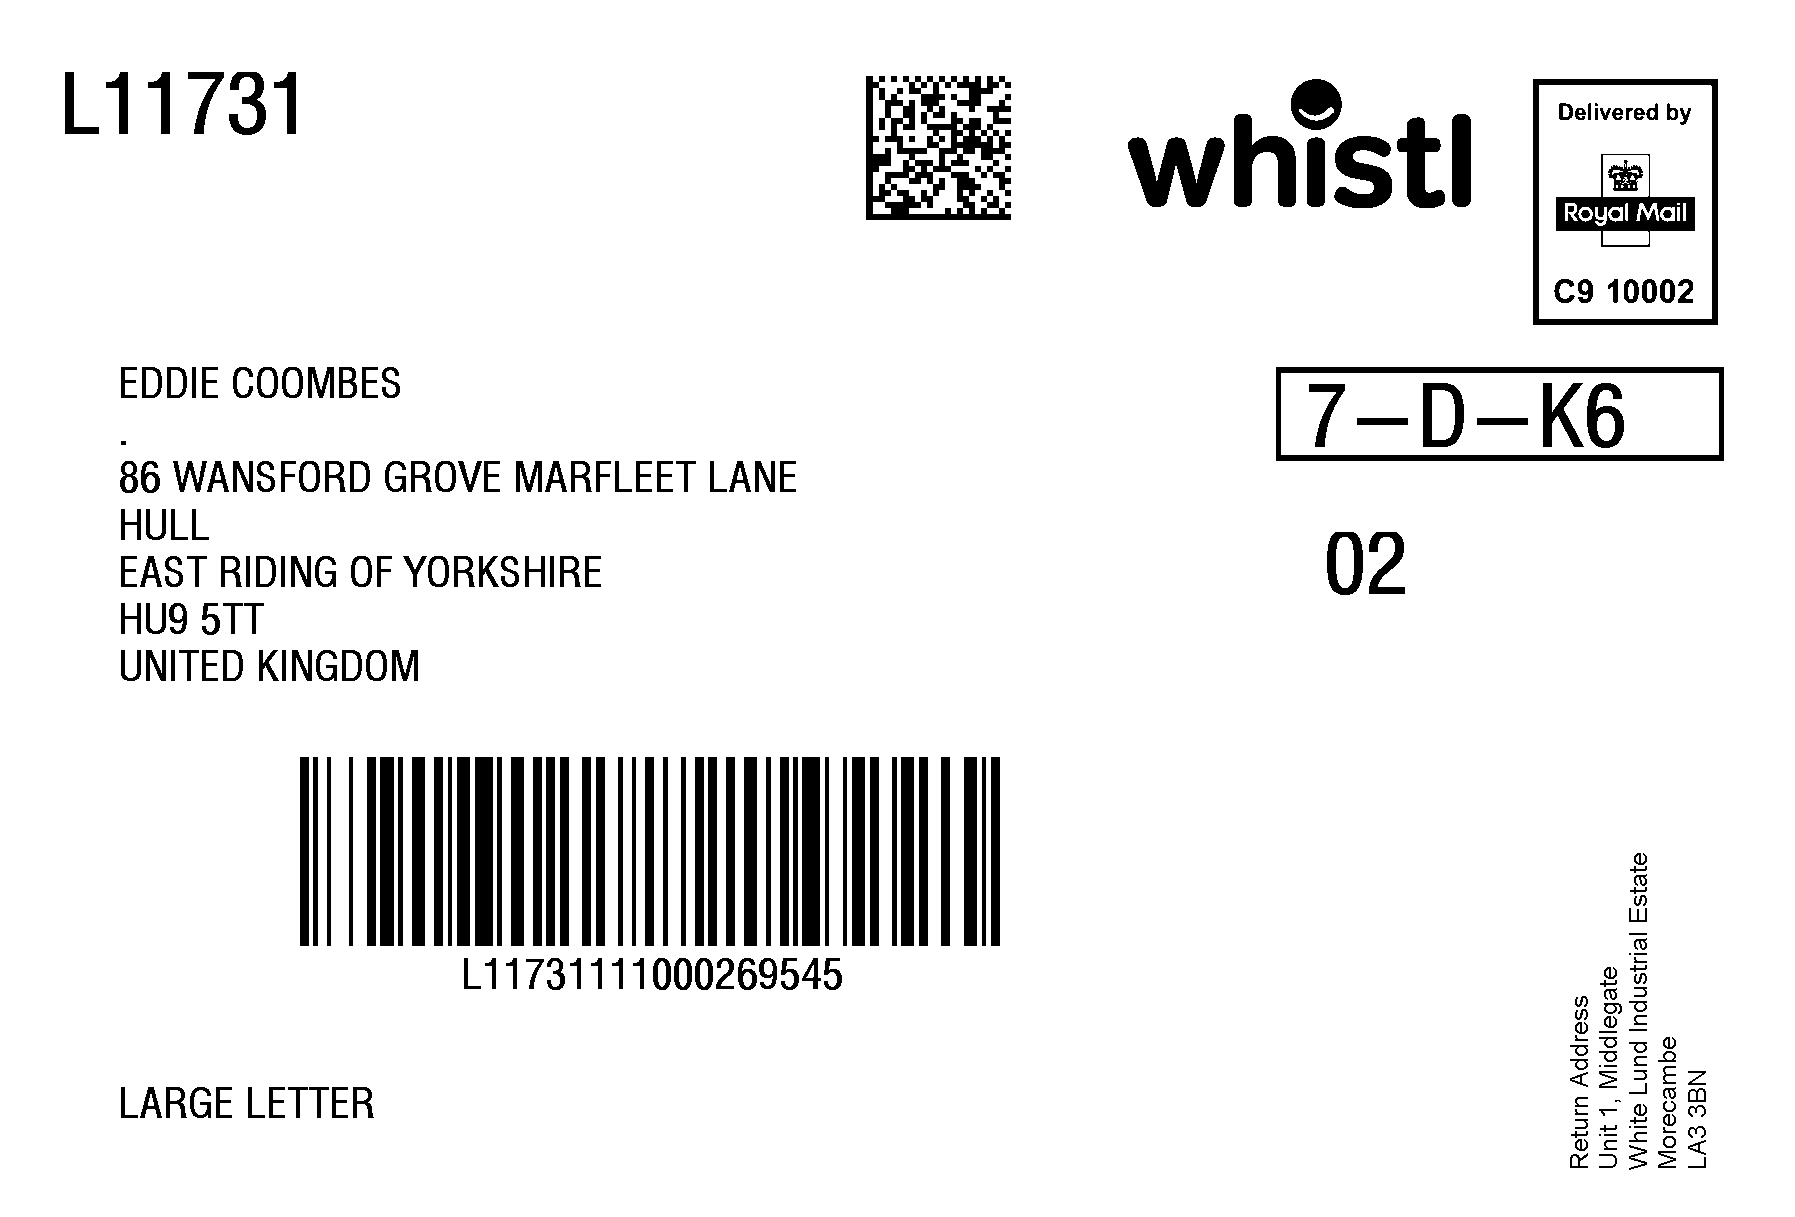 L11731
whistl
Delivered by
Royal Mail
C9 10002
EDDIE COOMBES
.
86 WANSFORD GROVE MARFLEET LANE
HULL
EAST RIDING OF YORKSHIRE
HU9 5TT
UNITED KINGDOM
7–D–K6
02
L11731111000269545
LARGE LETTER
Return Address
Unit 1, Middlegate
White Lund Industrial Estate
Morecambe
LA3 3BN